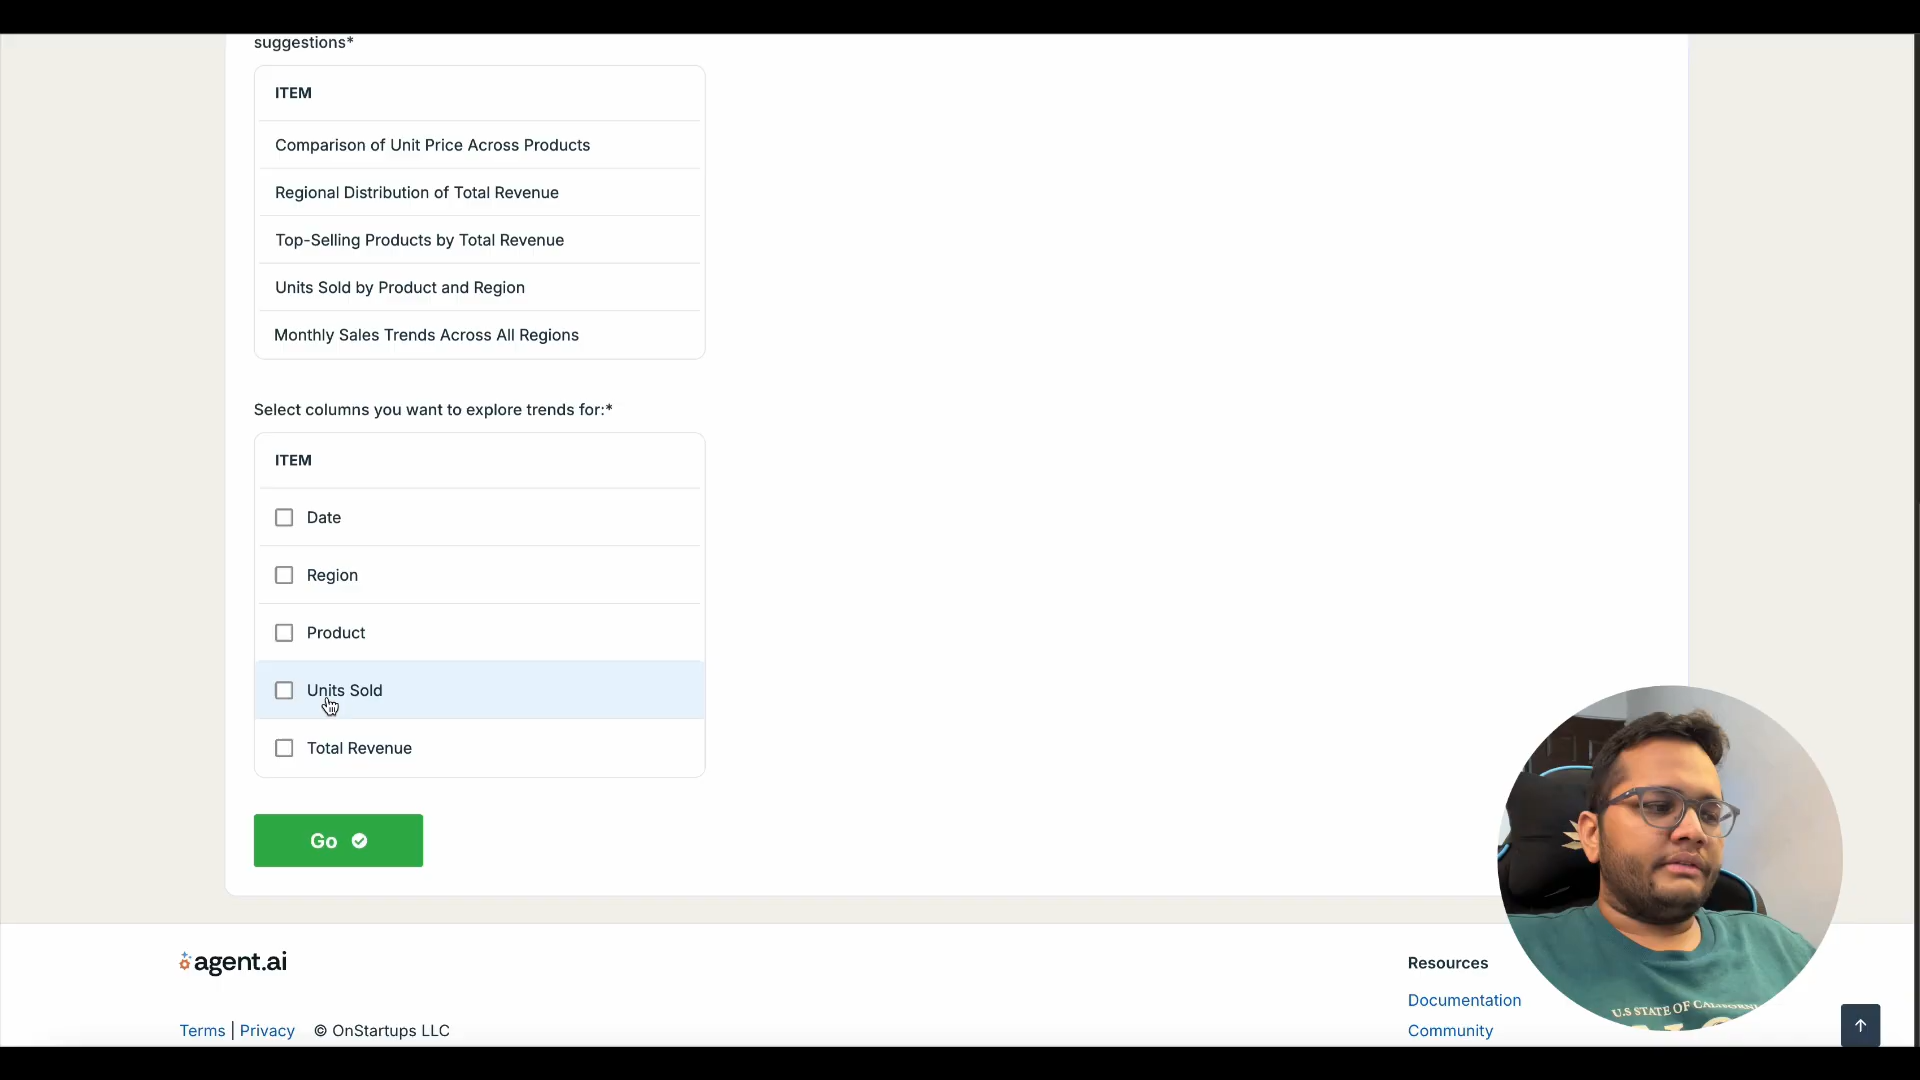 suggestions*
ITEM
Comparison of Unit Price Across Products
Regional Distribution of Total Revenue
Top-Selling Products by Total Revenue
Units Sold by Product and Region
Monthly Sales Trends Across All Regions
Select columns you want to explore trends for:*
ITEM
Date
Region
Product
Units Sold
Total Revenue
Go
agent.ai
Resources
Documentation
Community
Terms | Privacy © OnStartups LLC
U.S STATE OF CALIFORNIA